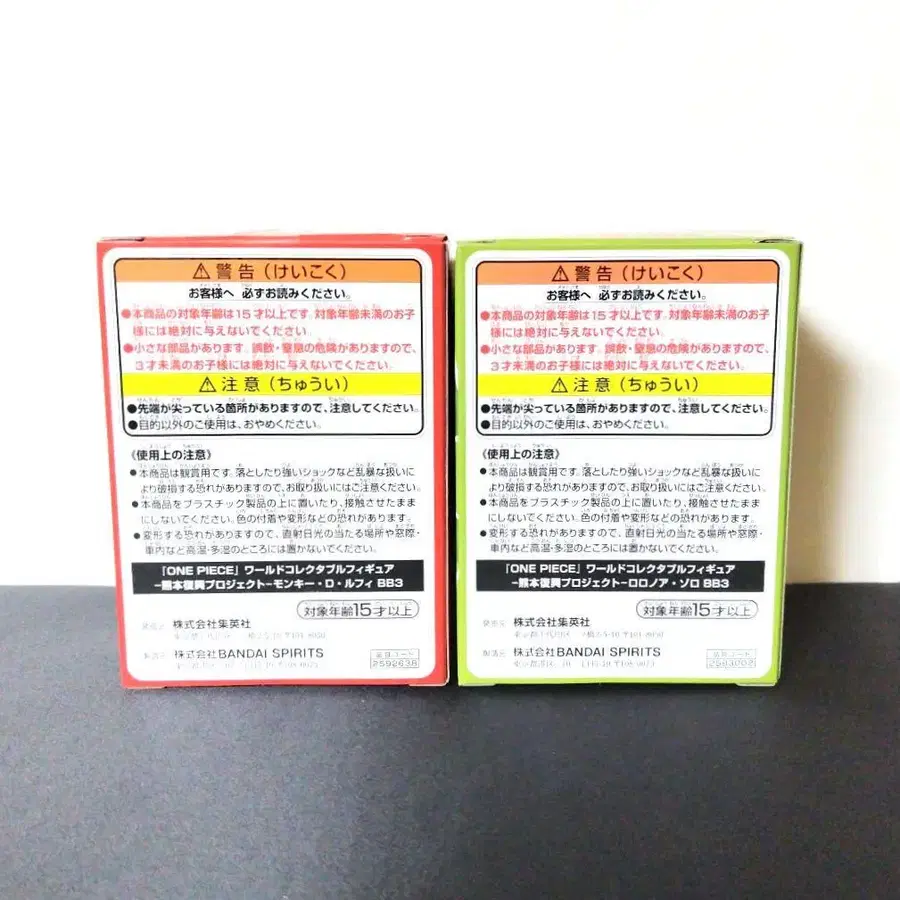 ⚠警告（けいこく）
お客様へ 必ずお読みください。
●本商品の対象年齢は15才以上です。対象年齢未満のお子
様には絶対に与えないでください。
●小さな部品があります。誤飲・窒息の危険がありますので、
3才未満のお子様には絶対に与えないでください。
⚠注意（ちゅうい）
●先端が尖っている箇所がありますので、注意してください。
●目的以外のご使用は、おやめください。
《使用上の注意》
●本商品は観賞用です。落としたり強いショックなど乱暴な扱いに
より破損する恐れがありますので、お取り扱いにはご注意ください。
●本商品をプラスチック製品の上に置いたり、接触させたまま
にしないでください。色の付着や変形などの恐れがあります。
●変形する恐れがありますので、直射日光の当たる場所や窓際・
車内など高温・多湿のところには置かないでください。
「ONE PIECE」ワールドコレクタブルフィギュア
-熊本復興プロジェクト-モンキー・D・ルフィ BB3
対象年齢15才以上
発売元 株式会社集英社
製造元 株式会社BANDAI SPIRITS
品番コード
2592638
⚠警告（けいこく）
お客様へ 必ずお読みください。
●本商品の対象年齢は15才以上です。対象年齢未満のお子
様には絶対に与えないでください。
●小さな部品があります。誤飲・窒息の危険がありますので、
3才未満のお子様には絶対に与えないでください。
⚠注意（ちゅうい）
●先端が尖っている箇所がありますので、注意してください。
●目的以外のご使用は、おやめください。
《使用上の注意》
●本商品は観賞用です。落としたり強いショックなど乱暴な扱いに
より破損する恐れがありますので、お取り扱いにはご注意ください。
●本商品をプラスチック製品の上に置いたり、接触させたまま
にしないでください。色の付着や変形などの恐れがあります。
●変形する恐れがありますので、直射日光の当たる場所や窓際・
車内など高温・多湿のところには置かないでください。
「ONE PIECE」ワールドコレクタブルフィギュア
-熊本復興プロジェクト-ロロノア・ゾロ BB3
対象年齢15才以上
発売元 株式会社集英社
製造元 株式会社BANDAI SPIRITS
品番コード